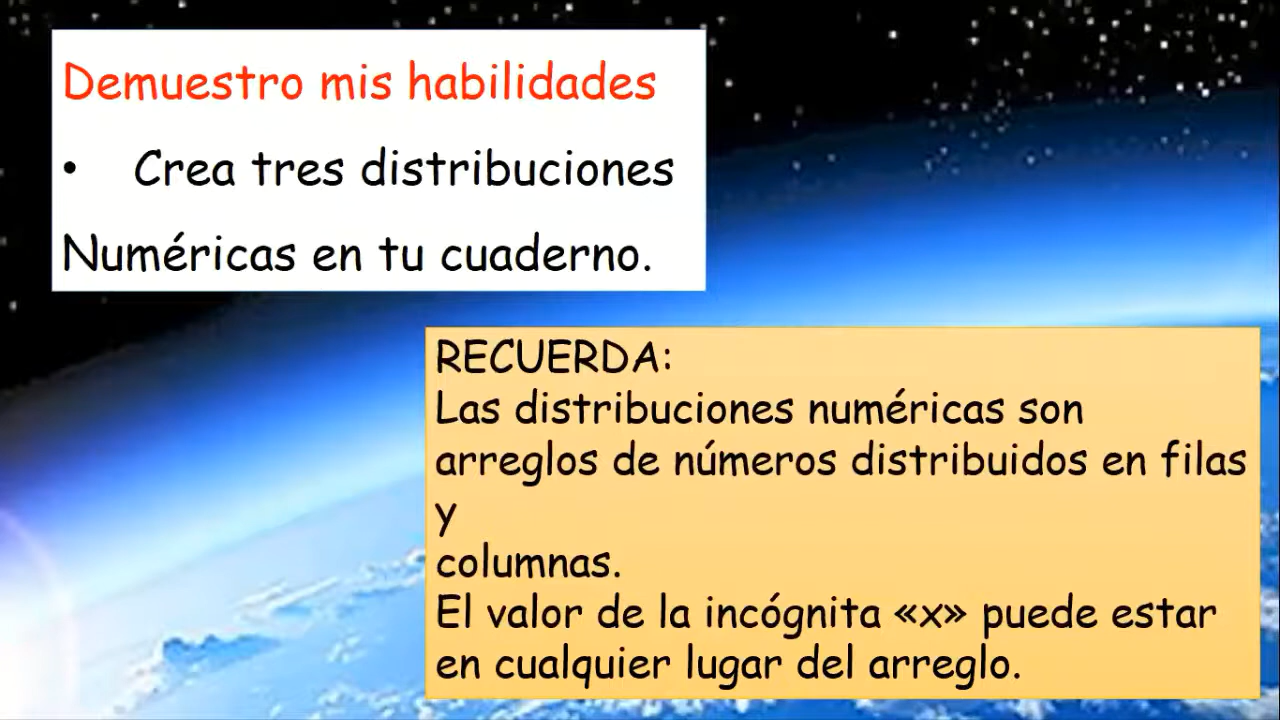 Demuestro mis habilidades
• Crea tres distribuciones
Numéricas en tu cuaderno.
RECUERDA:
Las distribuciones numéricas son
arreglos de números distribuidos en filas
y
columnas.
El valor de la incógnita «x» puede estar
en cualquier lugar del arreglo.